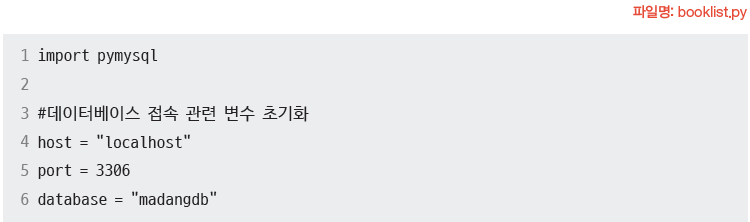 파일명: booklist.py
1 import pymysql
2
3 #데이터베이스 접속 관련 변수 초기화
4 host = "localhost"
5 port = 3306
6 database = "madangdb"